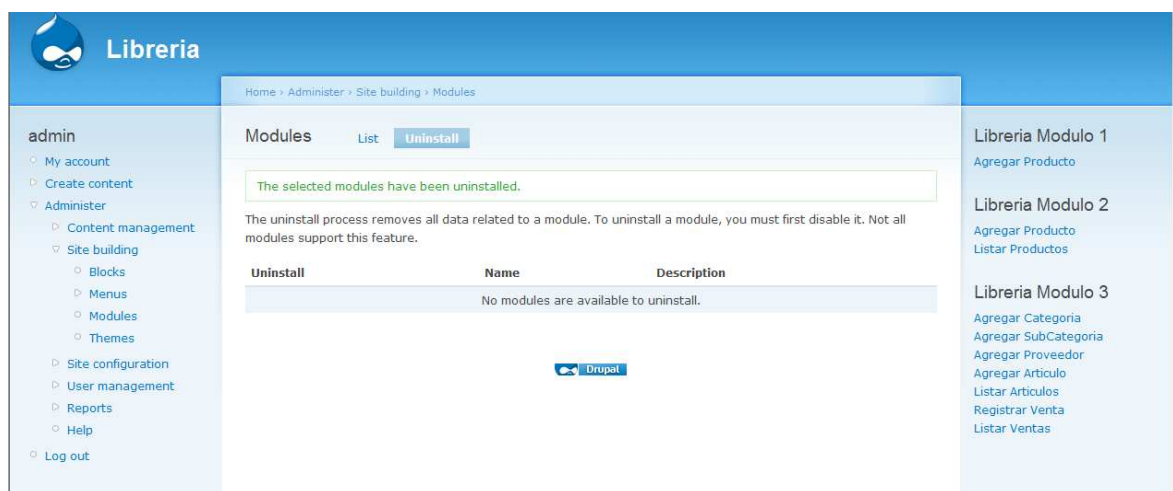 Libreria
Home › Administer › Site building › Modules
admin
My account
Create content
Administer
Content management
Site building
Blocks
Menus
Modules
Themes
Site configuration
User management
Reports
Help
Log out
Modules List Uninstall
The selected modules have been uninstalled.
The uninstall process removes all data related to a module. To uninstall a module, you must first disable it. Not all
modules support this feature.
Uninstall Name Description
No modules are available to uninstall.
Drupal
Libreria Modulo 1
Agregar Producto
Libreria Modulo 2
Agregar Producto
Listar Productos
Libreria Modulo 3
Agregar Categoria
Agregar SubCategoria
Agregar Proveedor
Agregar Articulo
Listar Articulos
Registrar Venta
Listar Ventas